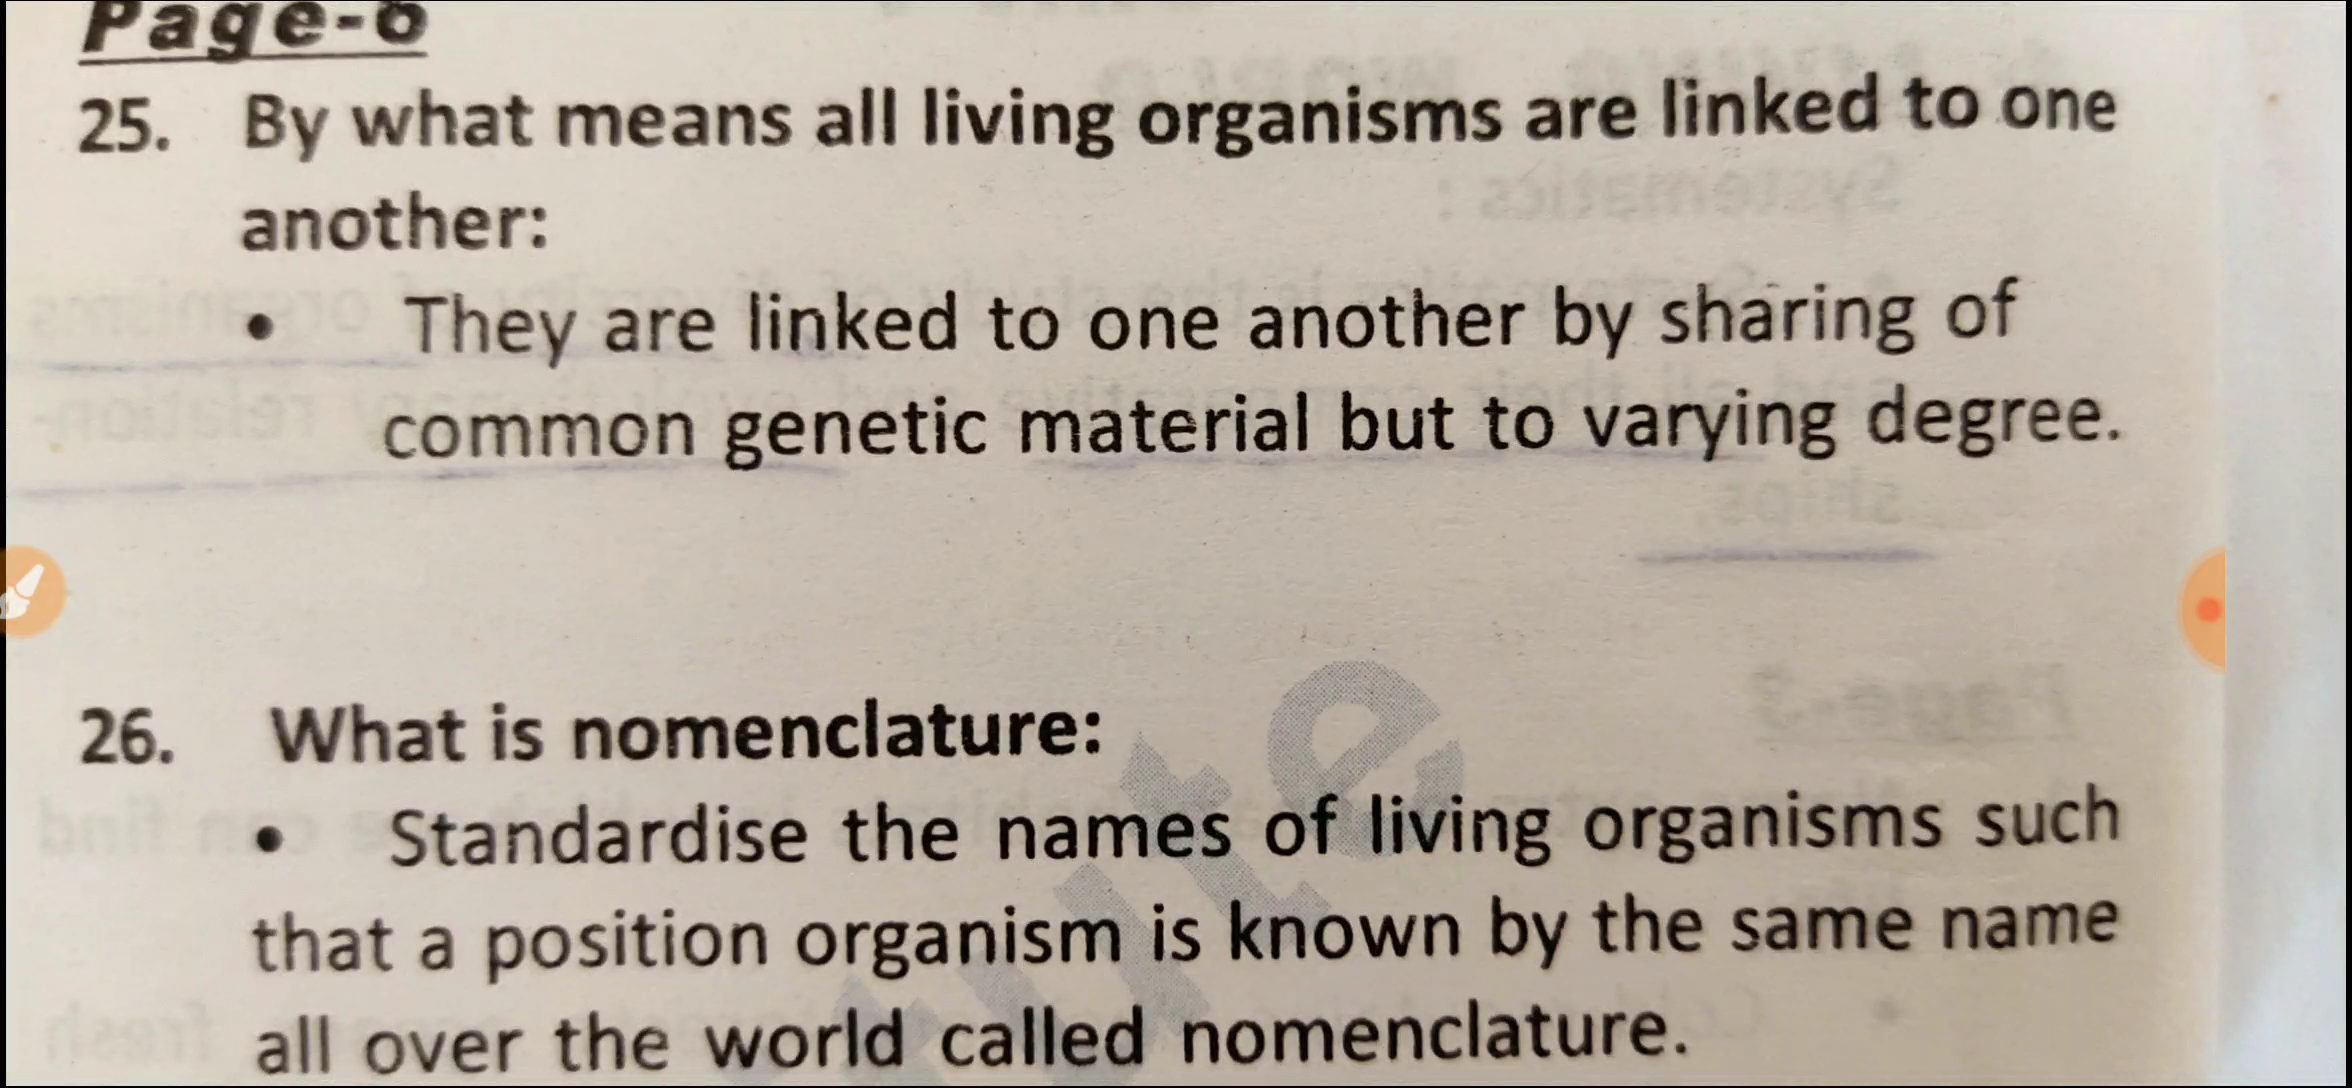 Page-6
25. By what means all living organisms are linked to one
another:
• They are linked to one another by sharing of
common genetic material but to varying degree.
26. What is nomenclature:
• Standardise the names of living organisms such
that a position organism is known by the same name
all over the world called nomenclature.